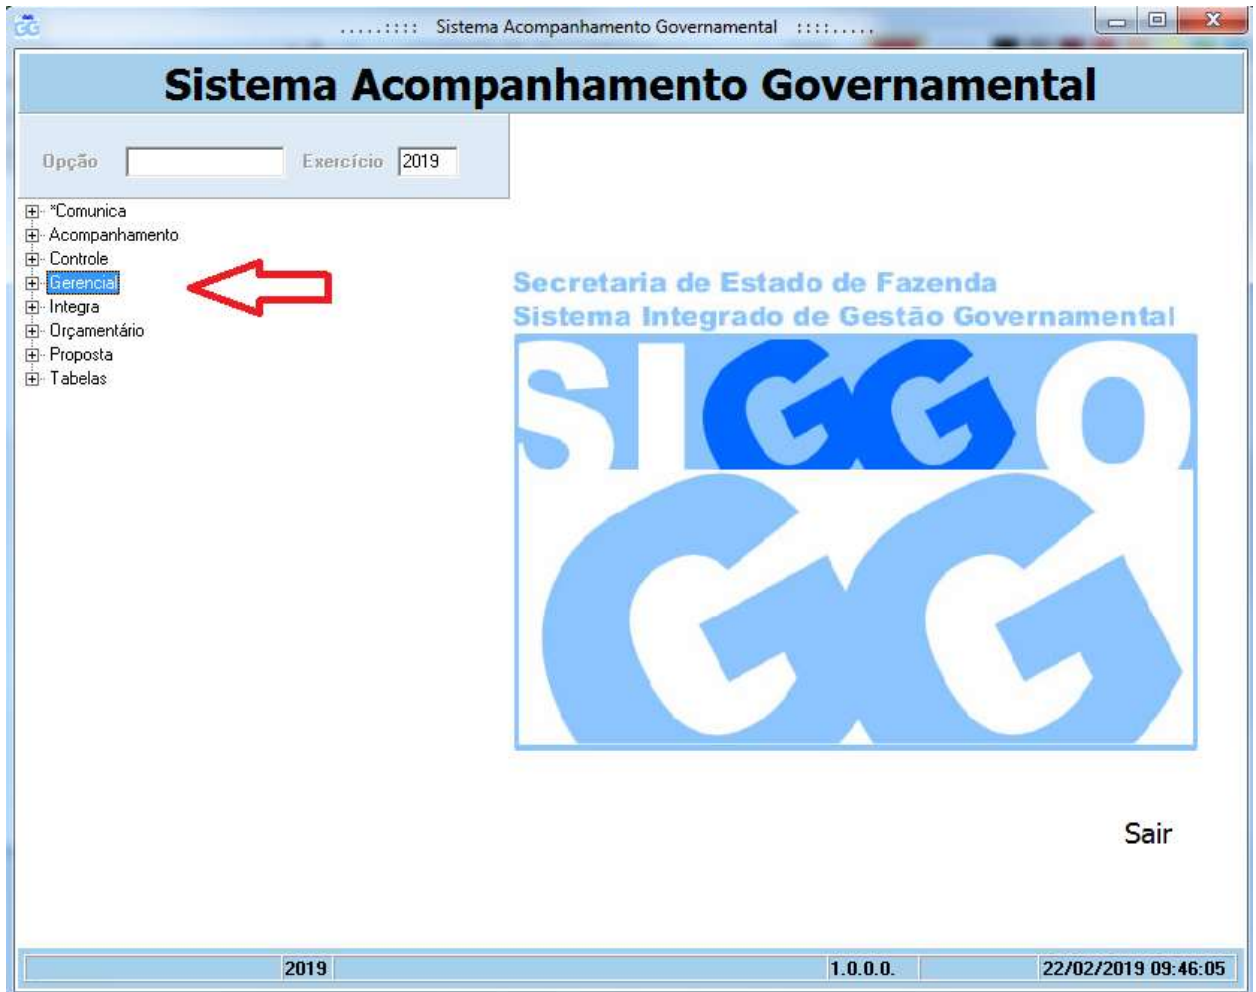 .....:::: Sistema Acompanhamento Governamental ::::.....
Sistema Acompanhamento Governamental
Opção
Exercício 2019
*Comunica
Acompanhamento
Controle
Gerencial
Integra
Orçamentário
Proposta
Tabelas
Secretaria de Estado de Fazenda
Sistema Integrado de Gestão Governamental
SIGGO
GG
Sair
2019 1.0.0.0. 22/02/2019 09:46:05